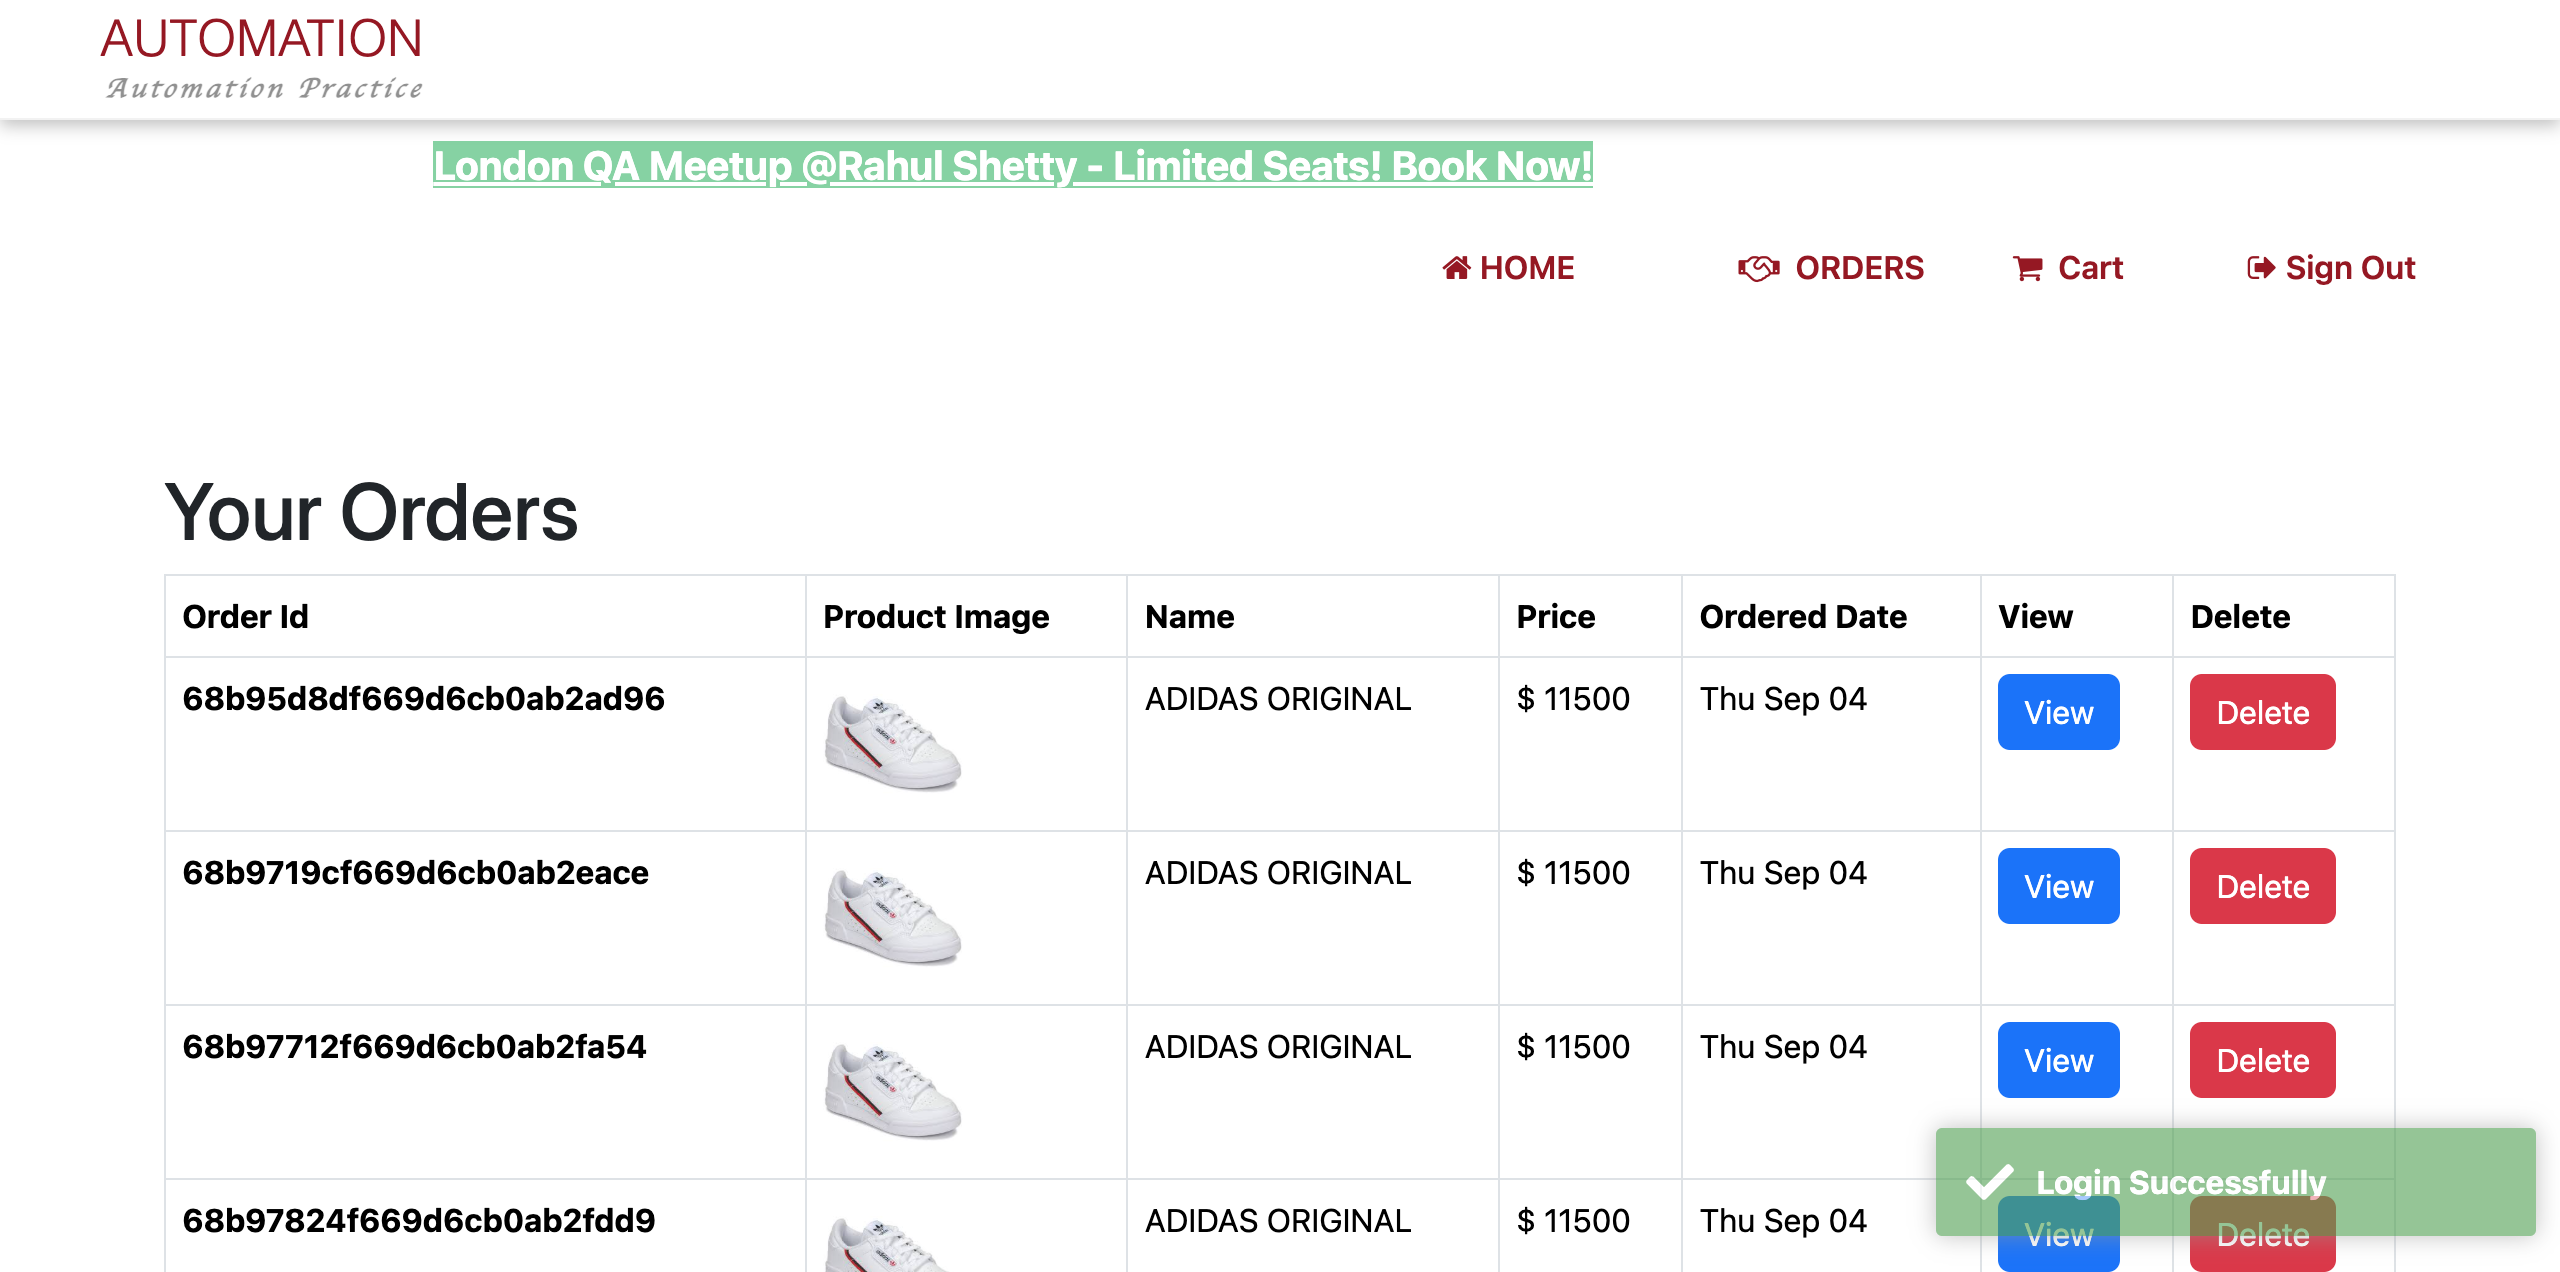 AUTOMATION
Automation Practice
London QA Meetup @Rahul Shetty - Limited Seats! Book Now!
HOME ORDERS Cart Sign Out
Your Orders
Order Id Product Image Name Price Ordered Date View Delete
68b95d8df669d6cb0ab2ad96 ADIDAS ORIGINAL $ 11500 Thu Sep 04 View Delete
68b9719cf669d6cb0ab2eace ADIDAS ORIGINAL $ 11500 Thu Sep 04 View Delete
68b97712f669d6cb0ab2fa54 ADIDAS ORIGINAL $ 11500 Thu Sep 04 View Delete
Login Successfully
68b97824f669d6cb0ab2fdd9 ADIDAS ORIGINAL $ 11500 Thu Sep 04 View Delete